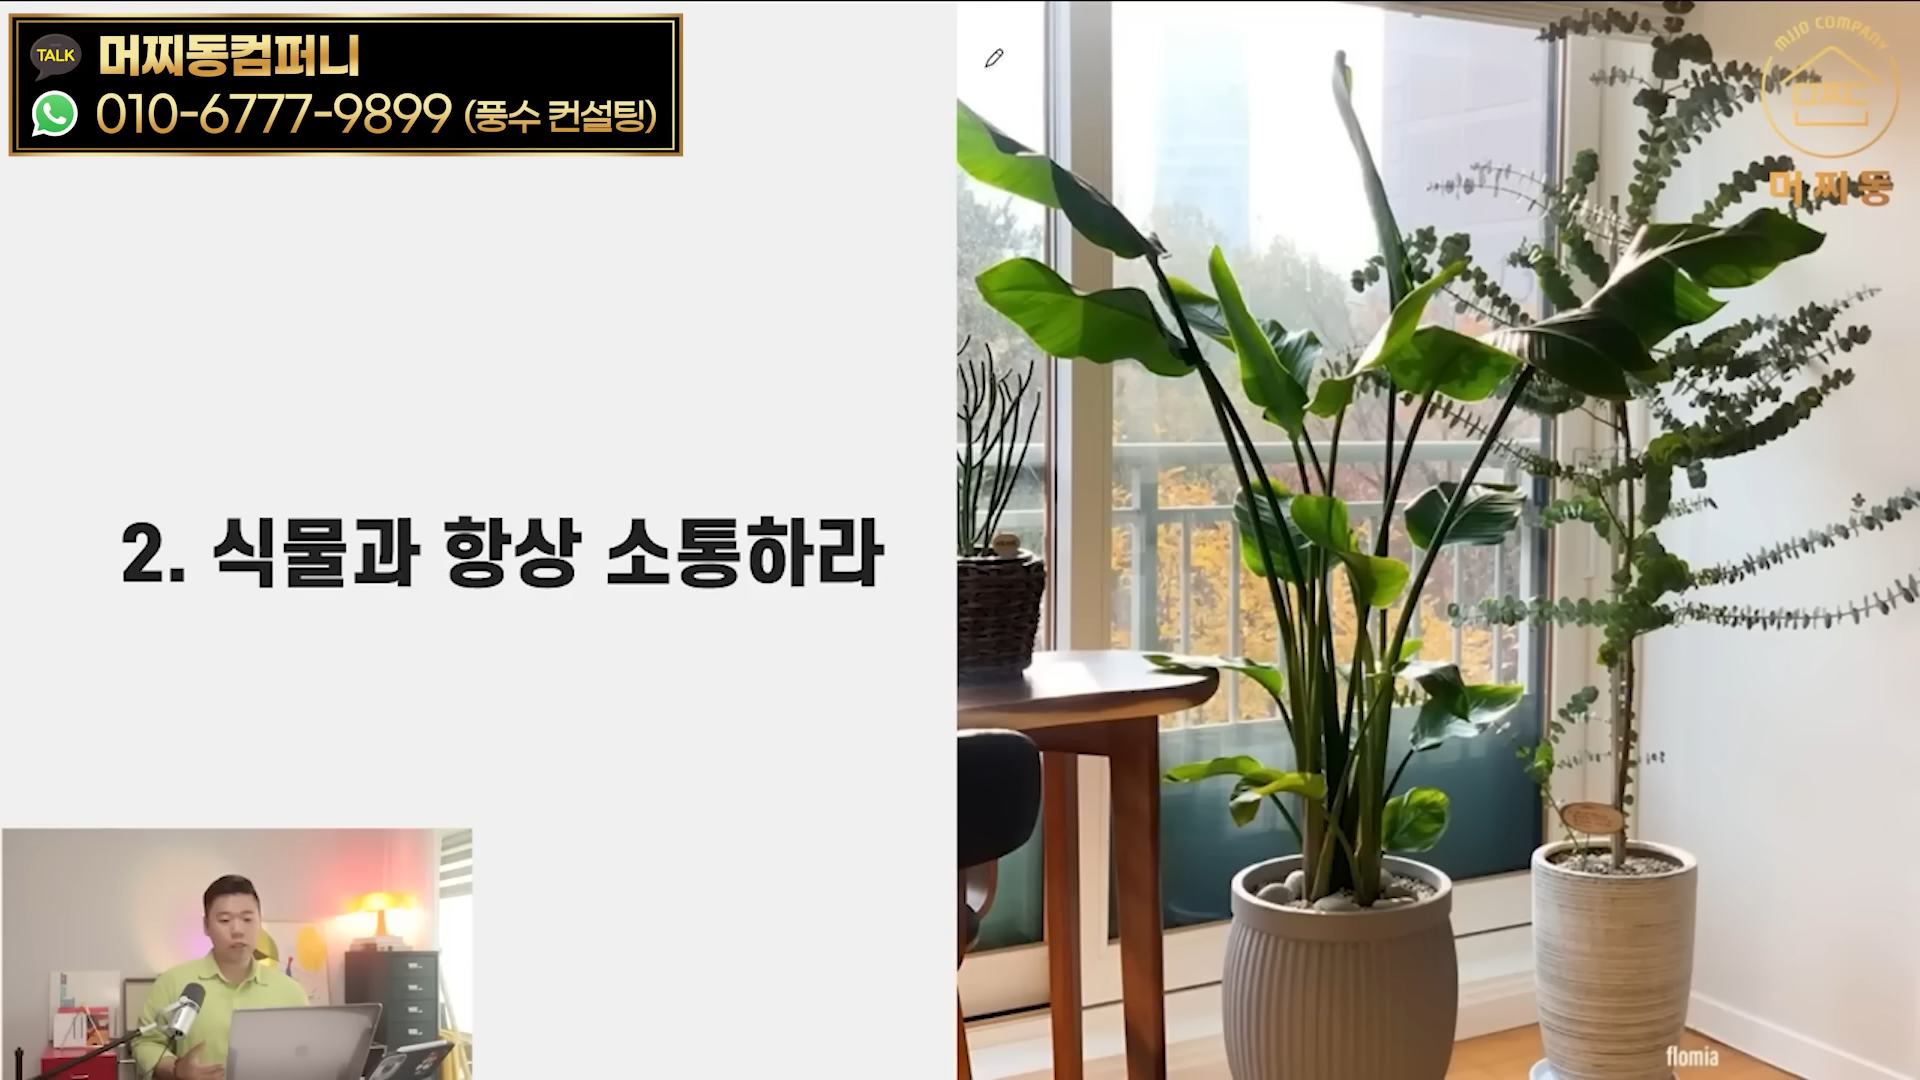 TALK 머찌동컴퍼니
010-6777-9899 (풍수 컨설팅)
MIJO COMPANY
머찌동
2. 식물과 항상 소통하라
flomia